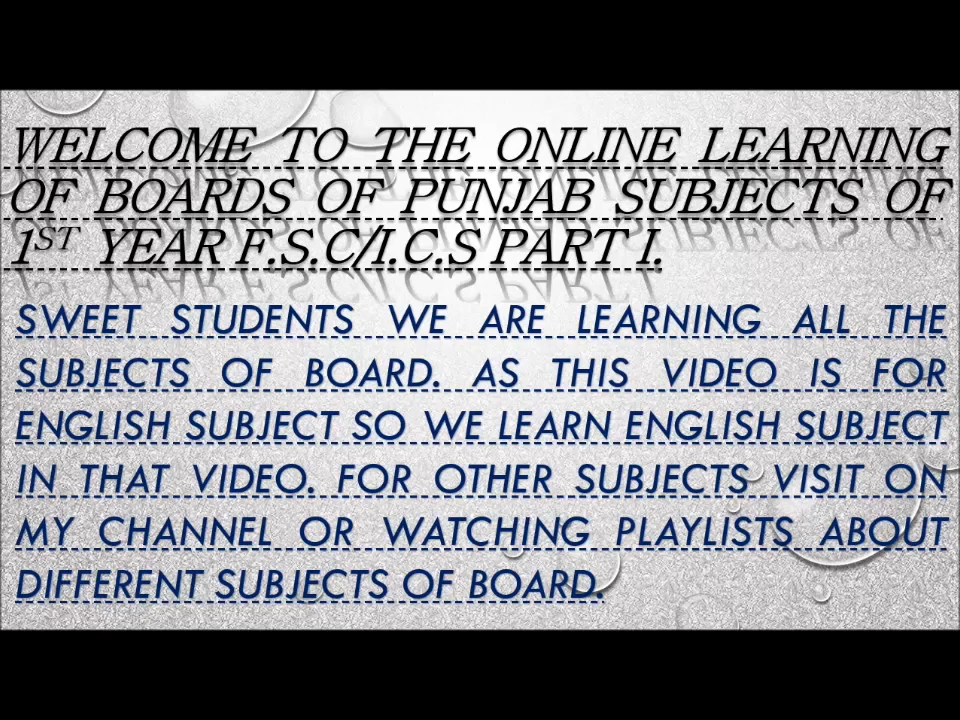 WELCOME TO THE ONLINE LEARNING
OF BOARDS OF PUNJAB SUBJECTS OF
1ST YEAR F.S.C/I.C.S PART I.
SWEET STUDENTS WE ARE LEARNING ALL THE
SUBJECTS OF BOARD. AS THIS VIDEO IS FOR
ENGLISH SUBJECT SO WE LEARN ENGLISH SUBJECT
IN THAT VIDEO. FOR OTHER SUBJECTS VISIT ON
MY CHANNEL OR WATCHING PLAYLISTS ABOUT
DIFFERENT SUBJECTS OF BOARD.